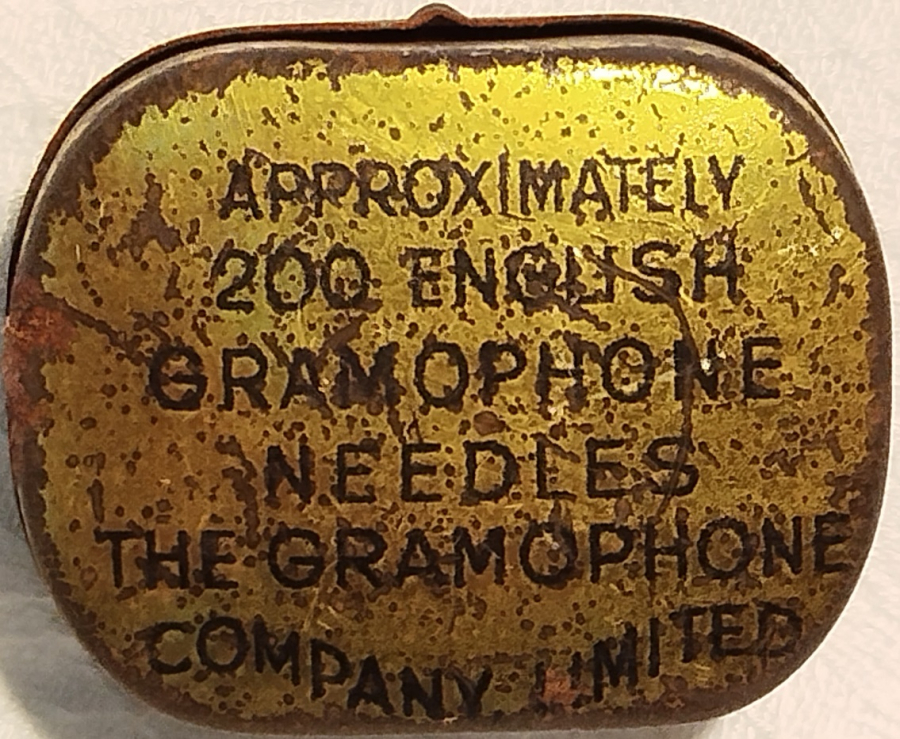 APPROXIMATELY
200 ENGLISH
GRAMOPHONE
NEEDLES
THE GRAMOPHONE
COMPANY LIMITED